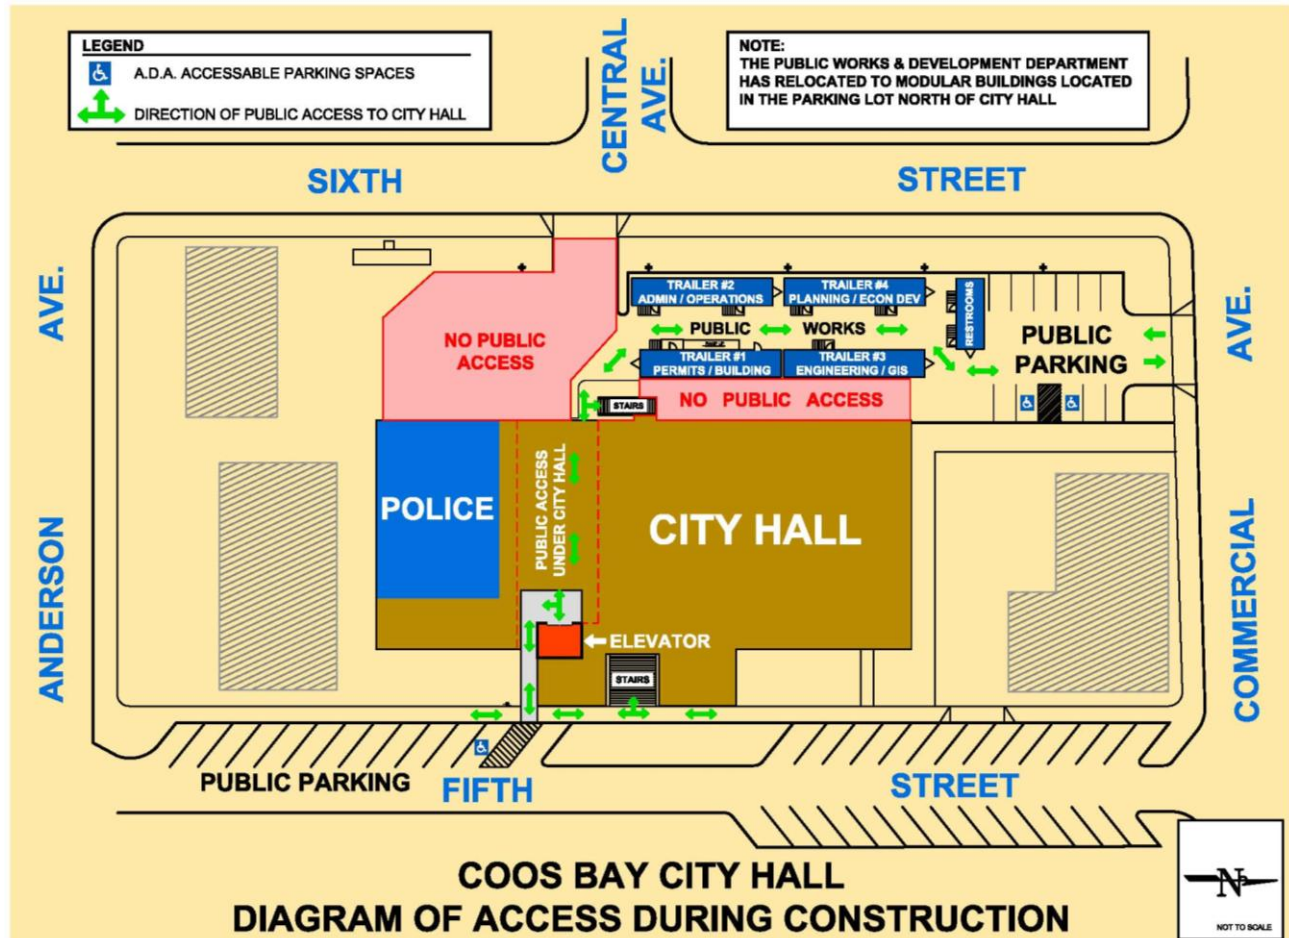 LEGEND
A.D.A. ACCESSABLE PARKING SPACES
DIRECTION OF PUBLIC ACCESS TO CITY HALL
CENTRAL
AVE.
NOTE:
THE PUBLIC WORKS & DEVELOPMENT DEPARTMENT
HAS RELOCATED TO MODULAR BUILDINGS LOCATED
IN THE PARKING LOT NORTH OF CITY HALL
SIXTH
STREET
AVE.
ANDERSON
NO PUBLIC
ACCESS
TRAILER #2
ADMIN / OPERATIONS
TRAILER #4
PLANNING / ECON DEV
RESTROOMS
PUBLIC WORKS
TRAILER #1
PERMITS / BUILDING
TRAILER #3
ENGINEERING / GIS
PUBLIC
PARKING
AVE.
COMMERCIAL
STAIRS
NO PUBLIC ACCESS
POLICE
PUBLIC ACCESS
UNDER CITY HALL
CITY HALL
ELEVATOR
STAIRS
PUBLIC PARKING
FIFTH
STREET
COOS BAY CITY HALL
DIAGRAM OF ACCESS DURING CONSTRUCTION
N
NOT TO SCALE